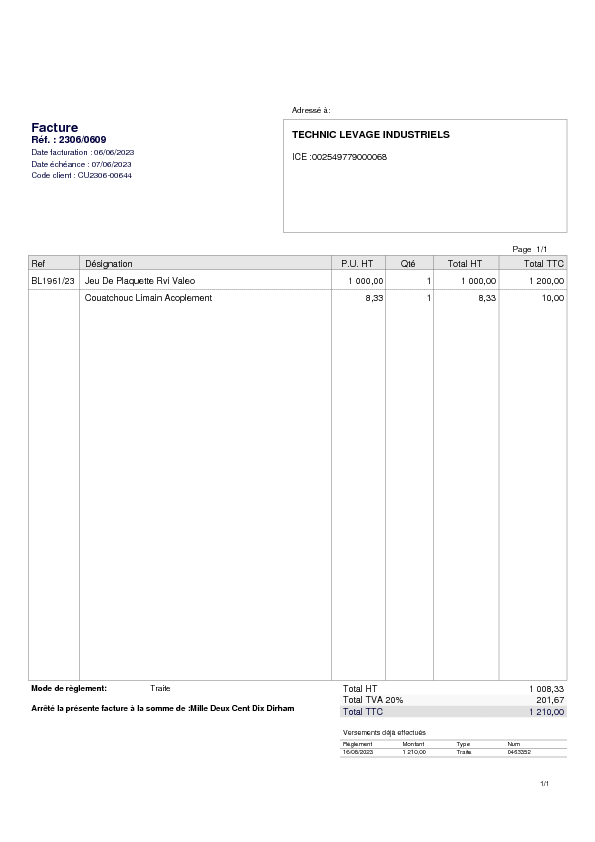 Adressé à:
Facture
Réf. : 2306/0609
Date facturation : 06/06/2023
Date échéance : 07/06/2023
Code client : CU2306-00644
TECHNIC LEVAGE INDUSTRIELS
ICE :002549779000068
Page 1/1
Ref Désignation P.U. HT Qté Total HT Total TTC
BL1961/23 Jeu De Plaquette Rvi Valeo 1 000,00 1 1 000,00 1 200,00
Couatchouc Limain Acoplement 8,33 1 8,33 10,00
Mode de règlement: Traite
Arrêté la présente facture à la somme de :Mille Deux Cent Dix Dirham
Total HT 1 008,33
Total TVA 20% 201,67
Total TTC 1 210,00
Versements déjà effectués
Règlement Montant Type Num
16/08/2023 1 210,00 Traite 0463352
1/1